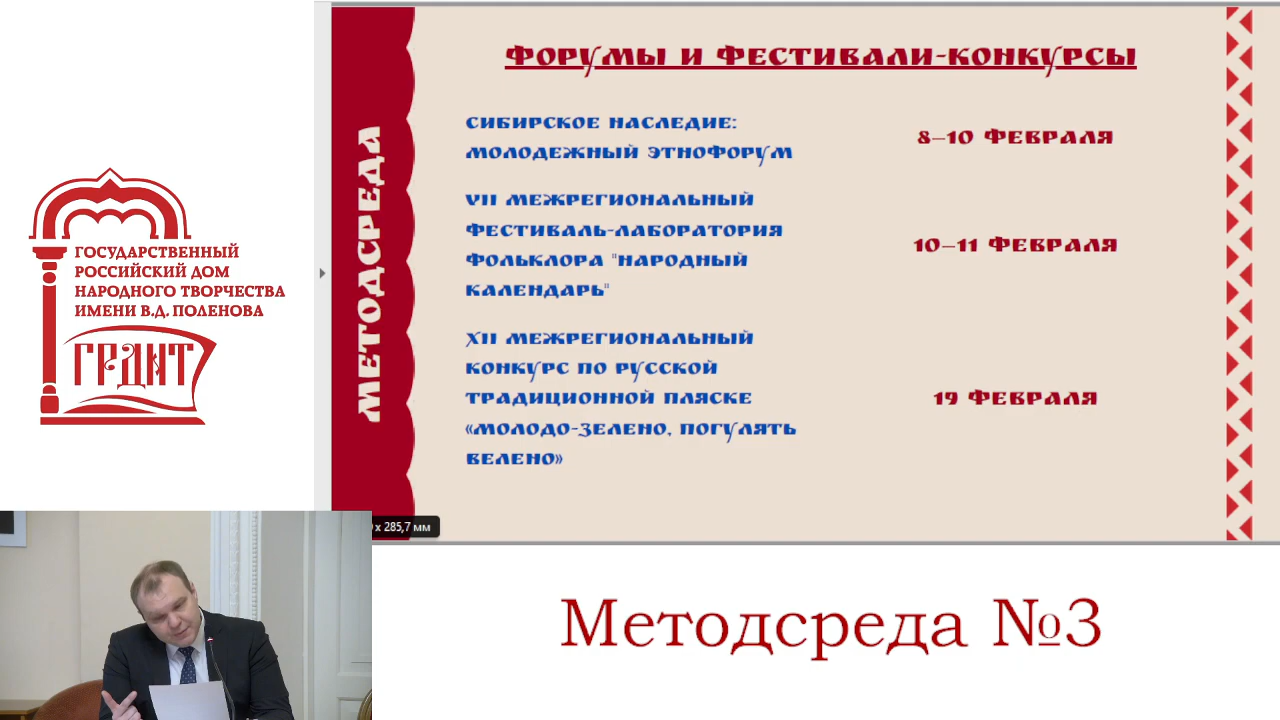 ГОСУДАРСТВЕННЫЙ
РОССИЙСКИЙ ДОМ
НАРОДНОГО ТВОРЧЕСТВА
ИМЕНИ В.Д. ПОЛЕНОВА
ГРДНТ
МЕТОДСРЕДА
ФОРУМЫ И ФЕСТИВАЛИ-КОНКУРСЫ
СИБИРСКОЕ НАСЛЕДИЕ:
МОЛОДЕЖНЫЙ ЭТНОФОРУМ
8–10 ФЕВРАЛЯ
VII МЕЖРЕГИОНАЛЬНЫЙ
ФЕСТИВАЛЬ-ЛАБОРАТОРИЯ
ФОЛЬКЛОРА "НАРОДНЫЙ
КАЛЕНДАРЬ"
10–11 ФЕВРАЛЯ
XII МЕЖРЕГИОНАЛЬНЫЙ
КОНКУРС ПО РУССКОЙ
ТРАДИЦИОННОЙ ПЛЯСКЕ
«МОЛОДО-ЗЕЛЕНО, ПОГУЛЯТЬ
ВЕЛЕНО»
19 ФЕВРАЛЯ
x 285,7 мм
Методсреда №3